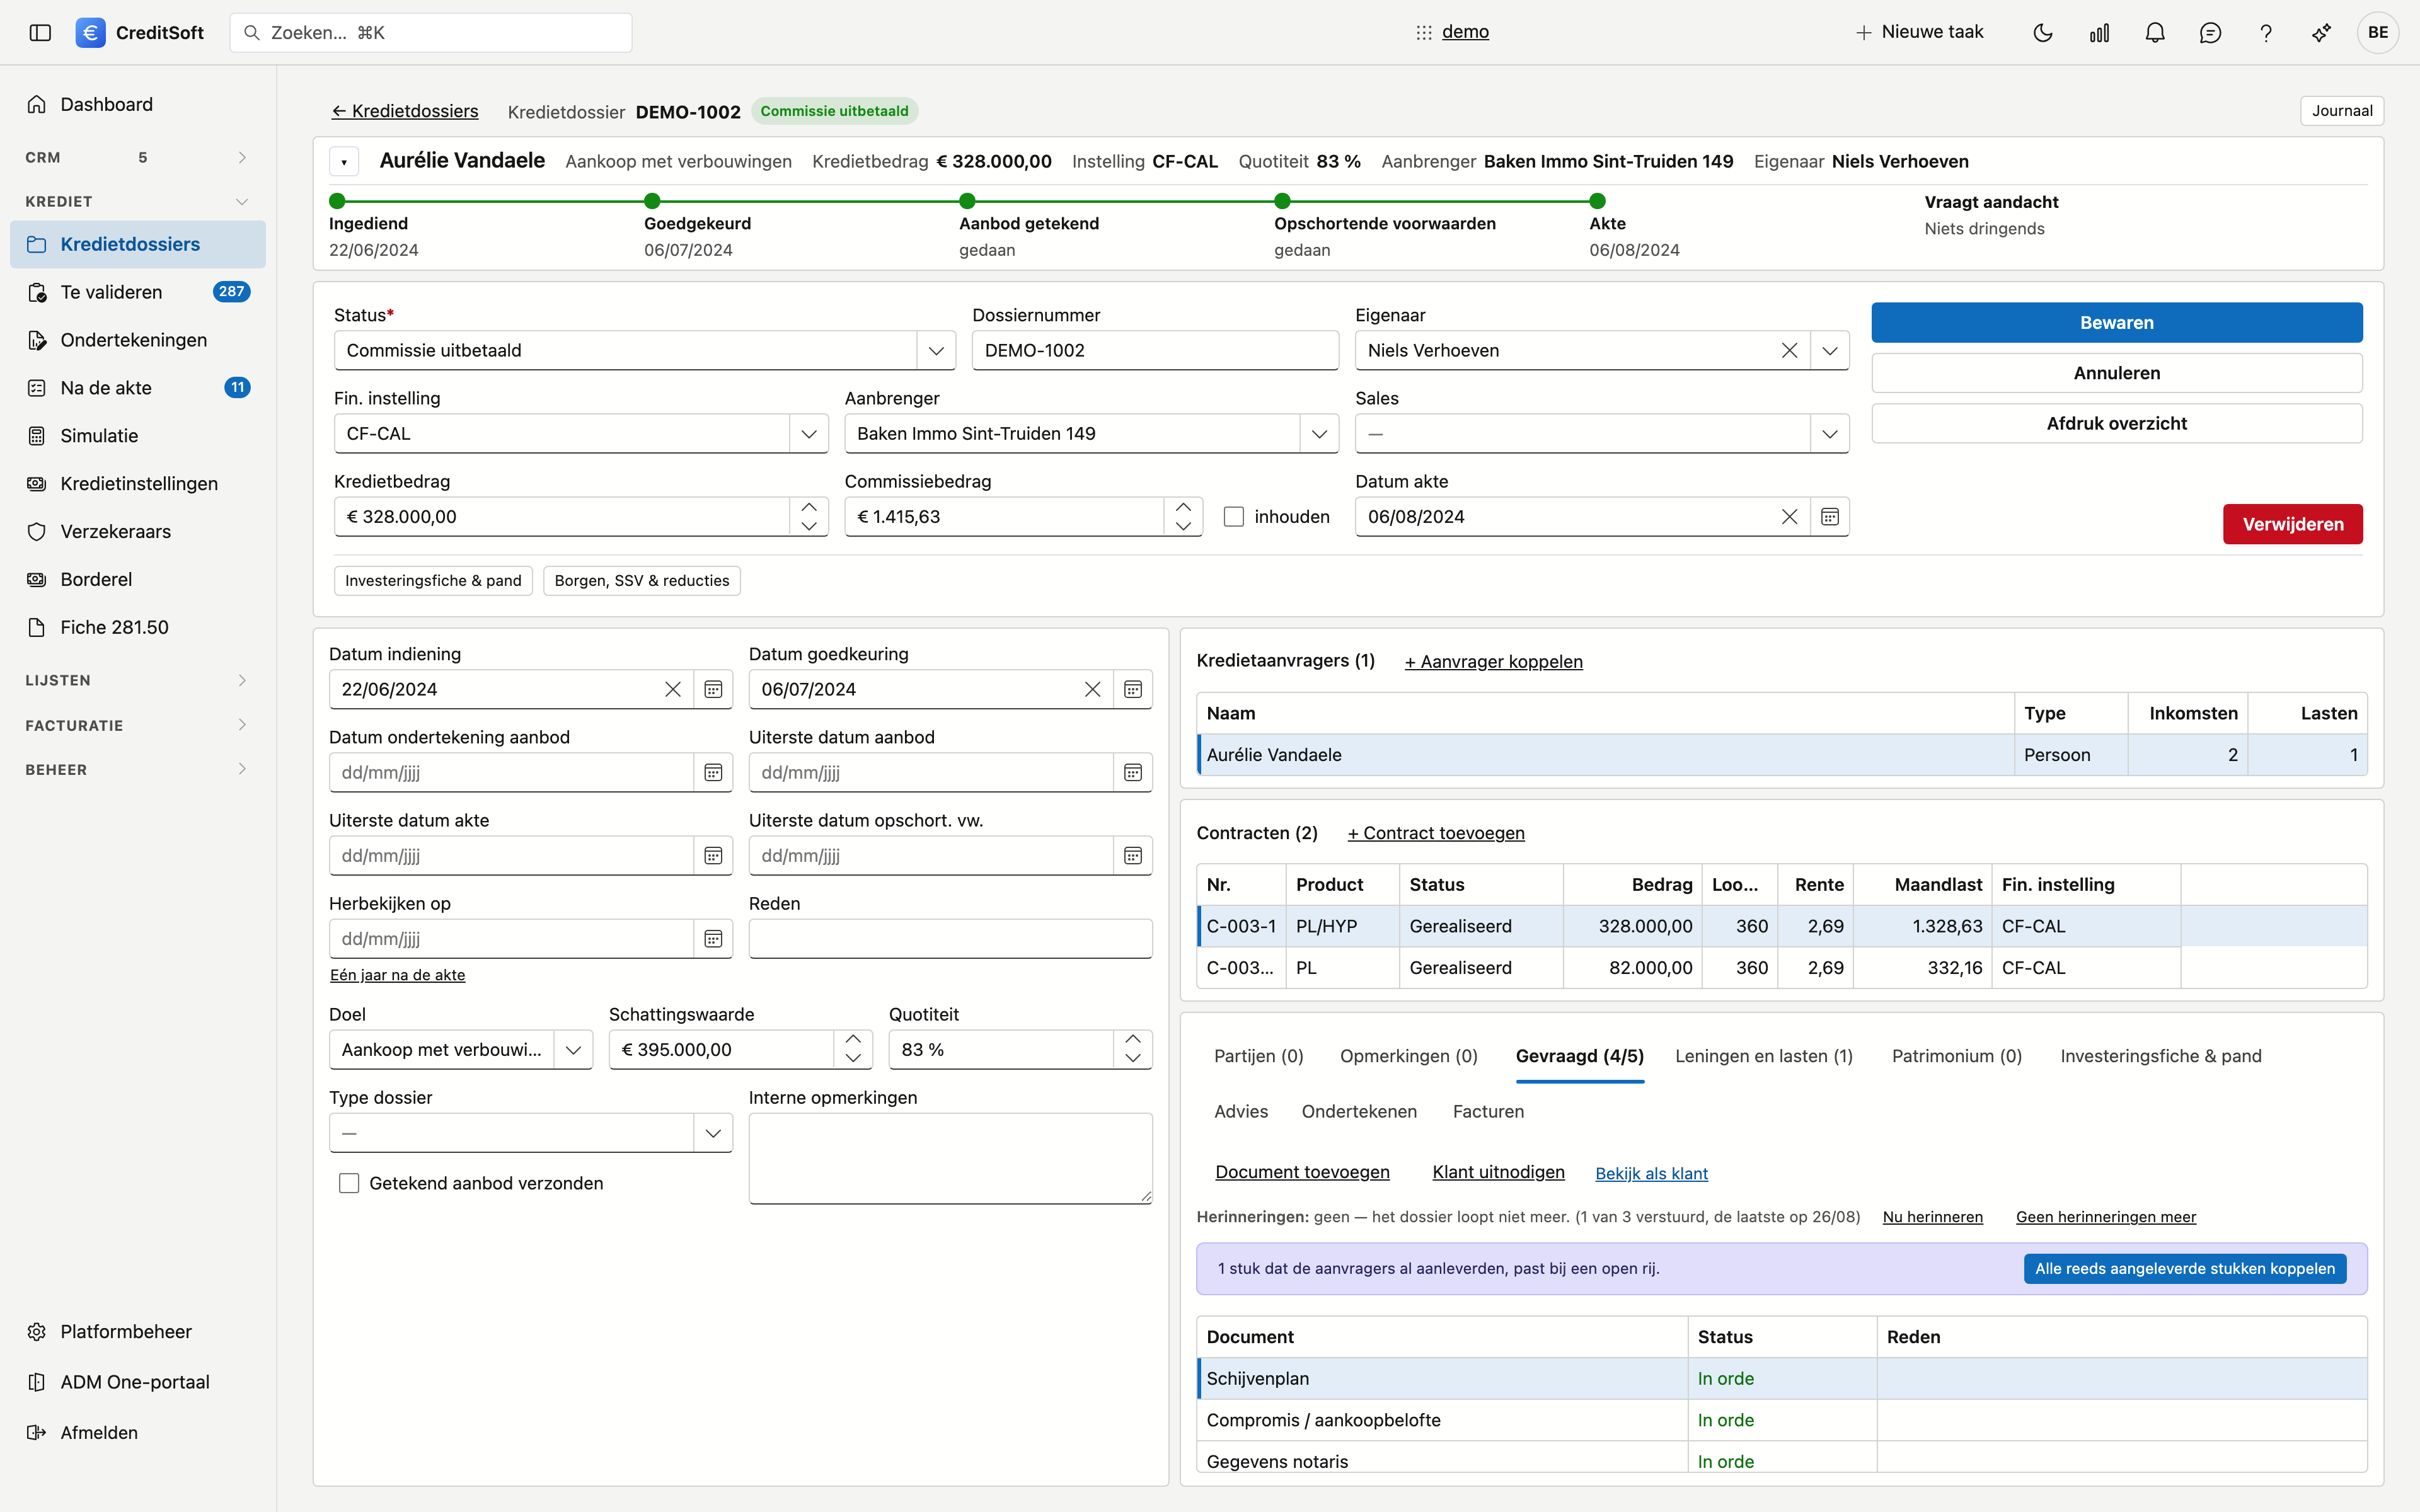 CreditSoft
Zoeken... ⌘K
demo
Nieuwe taak
BE
Dashboard
CRM 5
KREDIET
Kredietdossiers
Te valideren 287
Ondertekeningen
Na de akte 11
Simulatie
Kredietinstellingen
Verzekeraars
Borderel
Fiche 281.50
LIJSTEN
FACTURATIE
BEHEER
Platformbeheer
ADM One-portaal
Afmelden
← Kredietdossiers Kredietdossier DEMO-1002 Commissie uitbetaald Journaal
Aurélie Vandaele Aankoop met verbouwingen Kredietbedrag € 328.000,00 Instelling CF-CAL Quotiteit 83 % Aanbrenger Baken Immo Sint-Truiden 149 Eigenaar Niels Verhoeven
Ingediend Goedgekeurd Aanbod getekend Opschortende voorwaarden Akte
22/06/2024 06/07/2024 gedaan gedaan 06/08/2024
Vraagt aandacht
Niets dringends
Status* Dossiernummer Eigenaar
Commissie uitbetaald DEMO-1002 Niels Verhoeven
Fin. instelling Aanbrenger Sales
CF-CAL Baken Immo Sint-Truiden 149 —
Kredietbedrag Commissiebedrag Datum akte
€ 328.000,00 € 1.415,63 inhouden 06/08/2024
Bewaren
Annuleren
Afdruk overzicht
Verwijderen
Investeringsfiche & pand Borgen, SSV & reducties
Datum indiening Datum goedkeuring
22/06/2024 06/07/2024
Datum ondertekening aanbod Uiterste datum aanbod
dd/mm/jjjj dd/mm/jjjj
Uiterste datum akte Uiterste datum opschort. vw.
dd/mm/jjjj dd/mm/jjjj
Herbekijken op Reden
dd/mm/jjjj
Eén jaar na de akte
Doel Schattingswaarde Quotiteit
Aankoop met verbouwi... € 395.000,00 83 %
Type dossier Interne opmerkingen
—
Getekend aanbod verzonden
Kredietaanvragers (1) + Aanvrager koppelen
Naam Type Inkomsten Lasten
Aurélie Vandaele Persoon 2 1
Contracten (2) + Contract toevoegen
Nr. Product Status Bedrag Loo... Rente Maandlast Fin. instelling
C-003-1 PL/HYP Gerealiseerd 328.000,00 360 2,69 1.328,63 CF-CAL
C-003... PL Gerealiseerd 82.000,00 360 2,69 332,16 CF-CAL
Partijen (0) Opmerkingen (0) Gevraagd (4/5) Leningen en lasten (1) Patrimonium (0) Investeringsfiche & pand
Advies Ondertekenen Facturen
Document toevoegen Klant uitnodigen Bekijk als klant
Herinneringen: geen — het dossier loopt niet meer. (1 van 3 verstuurd, de laatste op 26/08) Nu herinneren Geen herinneringen meer
1 stuk dat de aanvragers al aanleverden, past bij een open rij. Alle reeds aangeleverde stukken koppelen
Document Status Reden
Schijvenplan In orde
Compromis / aankoopbelofte In orde
Gegevens notaris In orde